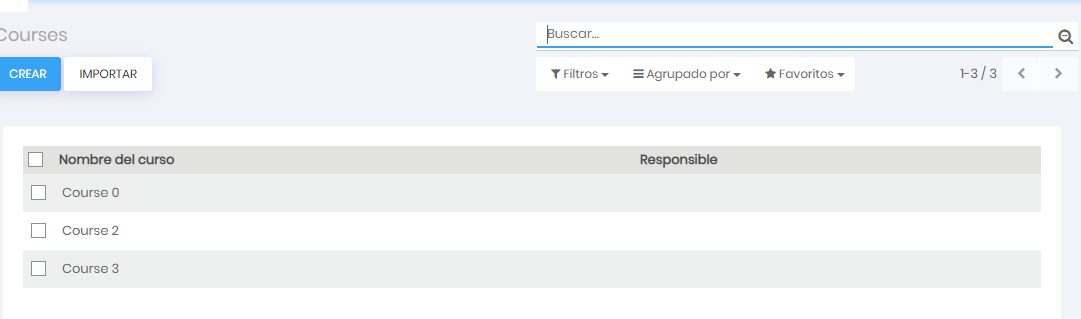 Courses
Buscar...
CREAR IMPORTAR
Filtros Agrupado por Favoritos 1-3 / 3
Nombre del curso Responsible
Course 0
Course 2
Course 3